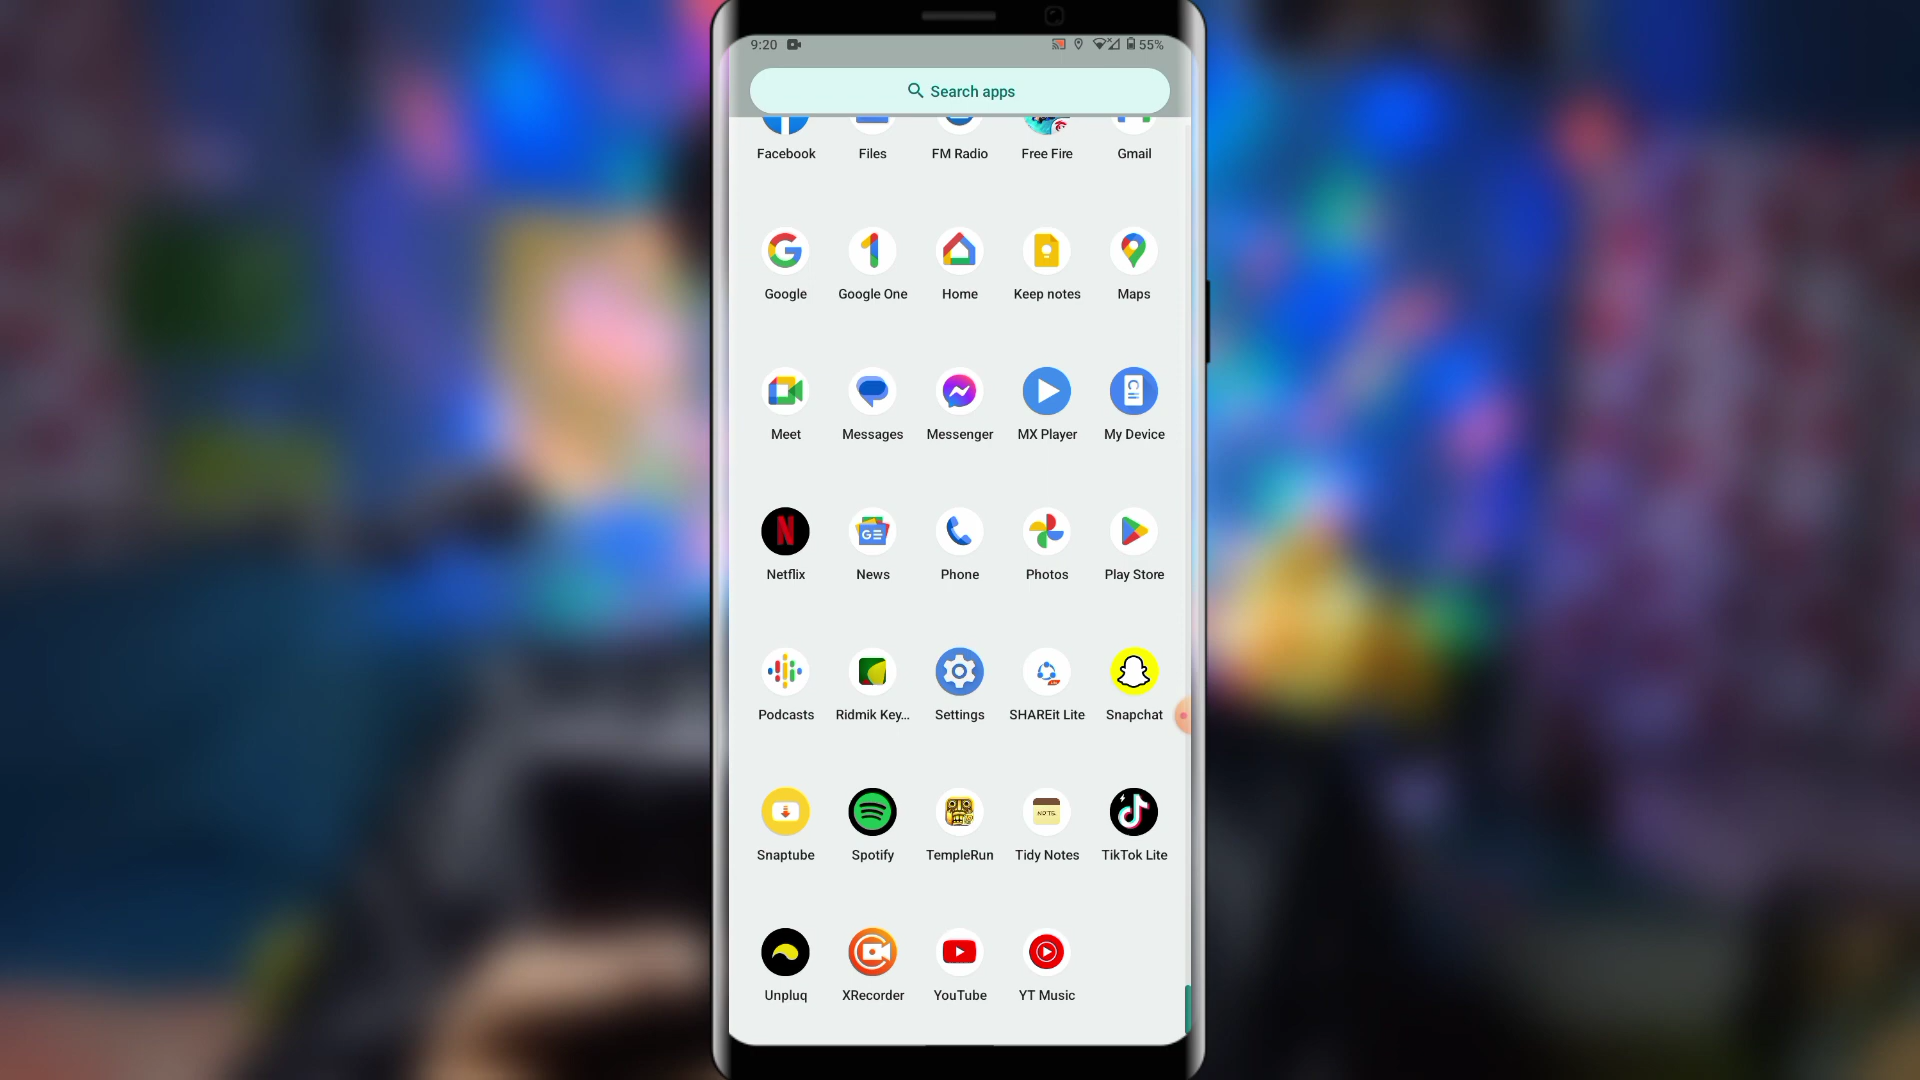 9:20 55%
Search apps
Facebook Files FM Radio Free Fire Gmail
Google Google One Home Keep notes Maps
Meet Messages Messenger MX Player My Device
Netflix News Phone Photos Play Store
Podcasts Ridmik Key... Settings SHAREit Lite Snapchat
Snaptube Spotify TempleRun Tidy Notes TikTok Lite
Unpluq XRecorder YouTube YT Music